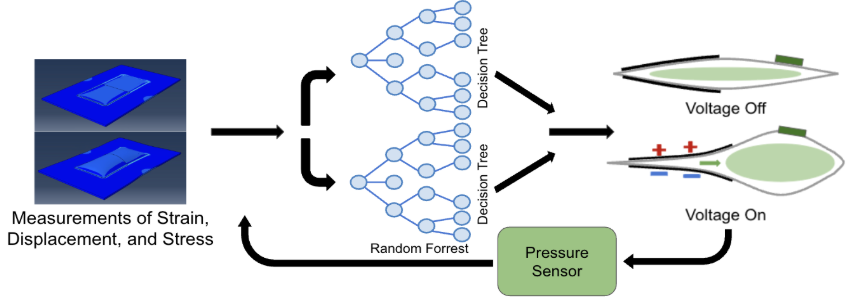 Measurements of Strain,
Displacement, and Stress
Decision Tree
Decision Tree
Random Forrest
Voltage Off
Voltage On
Pressure
Sensor